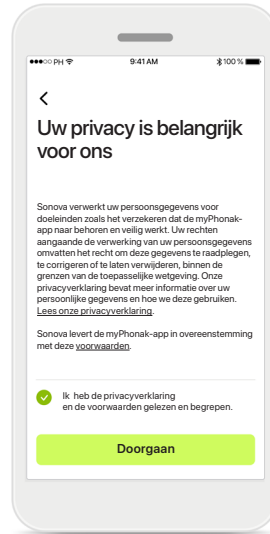 PH 9:41 AM 100 %
Uw privacy is belangrijk
voor ons
Sonova verwerkt uw persoonsgegevens voor
doeleinden zoals het verzekeren dat de myPhonak-
app naar behoren en veilig werkt. Uw rechten
aangaande de verwerking van uw persoonsgegevens
omvatten het recht om deze gegevens te raadplegen,
te corrigeren of te laten verwijderen, binnen de
grenzen van de toepasselijke wetgeving. Onze
privacyverklaring bevat meer informatie over uw
persoonlijke gegevens en hoe we deze gebruiken.
Lees onze privacyverklaring.
Sonova levert de myPhonak-app in overeenstemming
met deze voorwaarden.
Ik heb de privacyverklaring
en de voorwaarden gelezen en begrepen.
Doorgaan